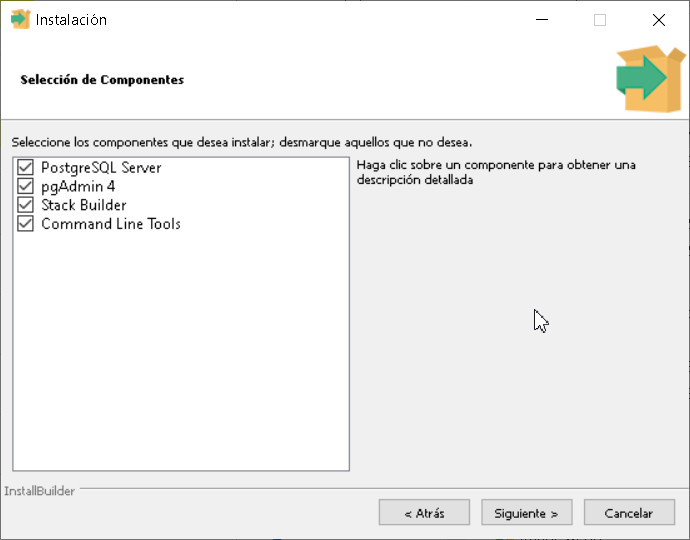 Instalación
Selección de Componentes
Seleccione los componentes que desea instalar; desmarque aquellos que no desea.
PostgreSQL Server
pgAdmin 4
Stack Builder
Command Line Tools
Haga clic sobre un componente para obtener una
descripción detallada
InstallBuilder
< Atrás
Siguiente >
Cancelar